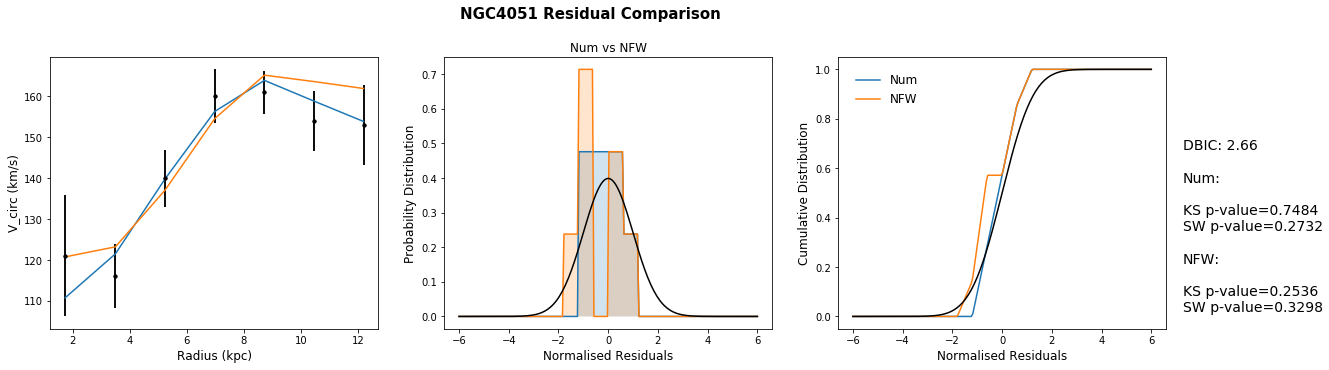 NGC4051 Residual Comparison
V_circ (km/s)
160
150
140
130
120
110
2 4 6 8 10 12
Radius (kpc)
Num vs NFW
Probability Distribution
0.7
0.6
0.5
0.4
0.3
0.2
0.1
0.0
−6 −4 −2 0 2 4 6
Normalised Residuals
Cumulative Distribution
1.0
0.8
0.6
0.4
0.2
0.0
Num
NFW
−6 −4 −2 0 2 4 6
Normalised Residuals
DBIC: 2.66
Num:
KS p-value=0.7484
SW p-value=0.2732
NFW:
KS p-value=0.2536
SW p-value=0.3298